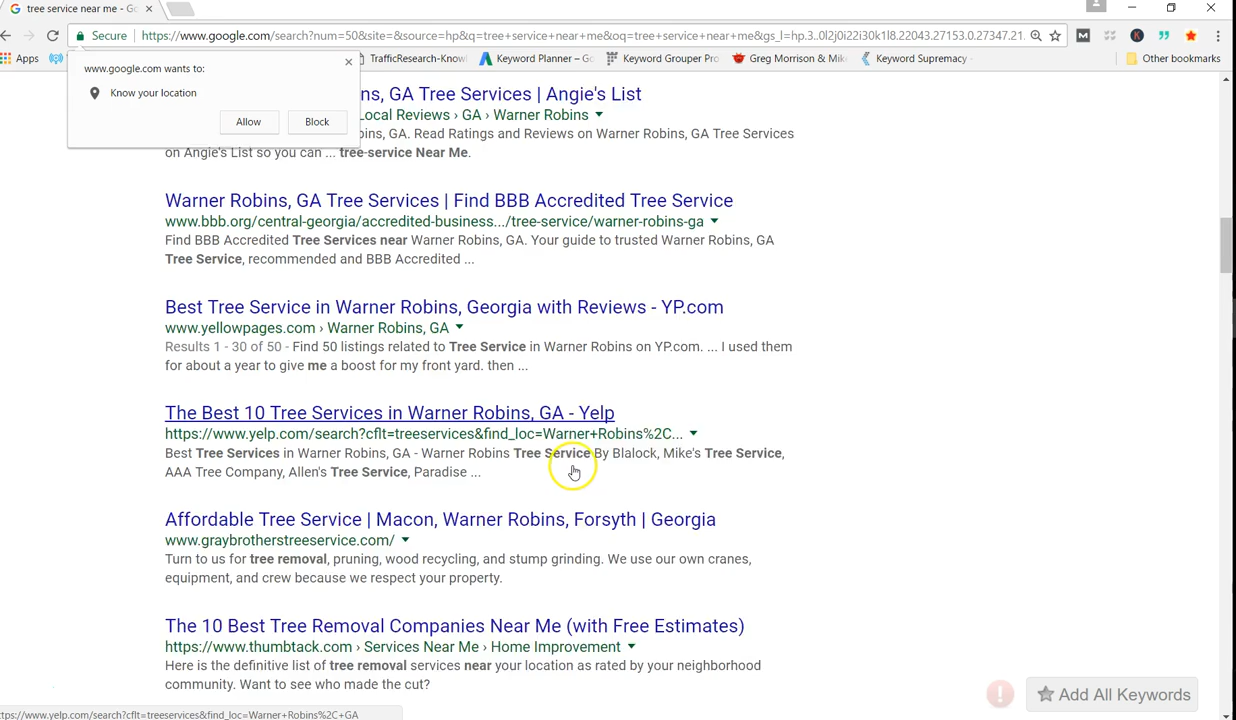 tree service near me - Go
Secure https://www.google.com/search?num=50&site=&source=hp&q=tree+service+near+me&oq=tree+service+near+me&gs_l=hp.3..0l2j0i22i30k1l8.22043.27153.0.27347.21.
Apps TrafficResearch-Knowl Keyword Planner – Go Keyword Grouper Pro Greg Morrison & Mike Keyword Supremacy Other bookmarks
www.google.com wants to:
Know your location
Allow Block
ns, GA Tree Services | Angie's List
Local Reviews › GA › Warner Robins
bins, GA. Read Ratings and Reviews on Warner Robins, GA Tree Services
on Angie's List so you can ... tree-service Near Me.
Warner Robins, GA Tree Services | Find BBB Accredited Tree Service
www.bbb.org/central-georgia/accredited-business.../tree-service/warner-robins-ga
Find BBB Accredited Tree Services near Warner Robins, GA. Your guide to trusted Warner Robins, GA
Tree Service, recommended and BBB Accredited ...
Best Tree Service in Warner Robins, Georgia with Reviews - YP.com
www.yellowpages.com › Warner Robins, GA
Results 1 - 30 of 50 - Find 50 listings related to Tree Service in Warner Robins on YP.com. ... I used them
for about a year to give me a boost for my front yard. then ...
The Best 10 Tree Services in Warner Robins, GA - Yelp
https://www.yelp.com/search?cflt=treeservices&find_loc=Warner+Robins%2C...
Best Tree Services in Warner Robins, GA - Warner Robins Tree Service By Blalock, Mike's Tree Service,
AAA Tree Company, Allen's Tree Service, Paradise ...
Affordable Tree Service | Macon, Warner Robins, Forsyth | Georgia
www.graybrotherstreeservice.com/
Turn to us for tree removal, pruning, wood recycling, and stump grinding. We use our own cranes,
equipment, and crew because we respect your property.
The 10 Best Tree Removal Companies Near Me (with Free Estimates)
https://www.thumbtack.com › Services Near Me › Home Improvement
Here is the definitive list of tree removal services near your location as rated by your neighborhood
community. Want to see who made the cut?
Add All Keywords
ttps://www.yelp.com/search?cflt=treeservices&find_loc=Warner+Robins%2C+GA